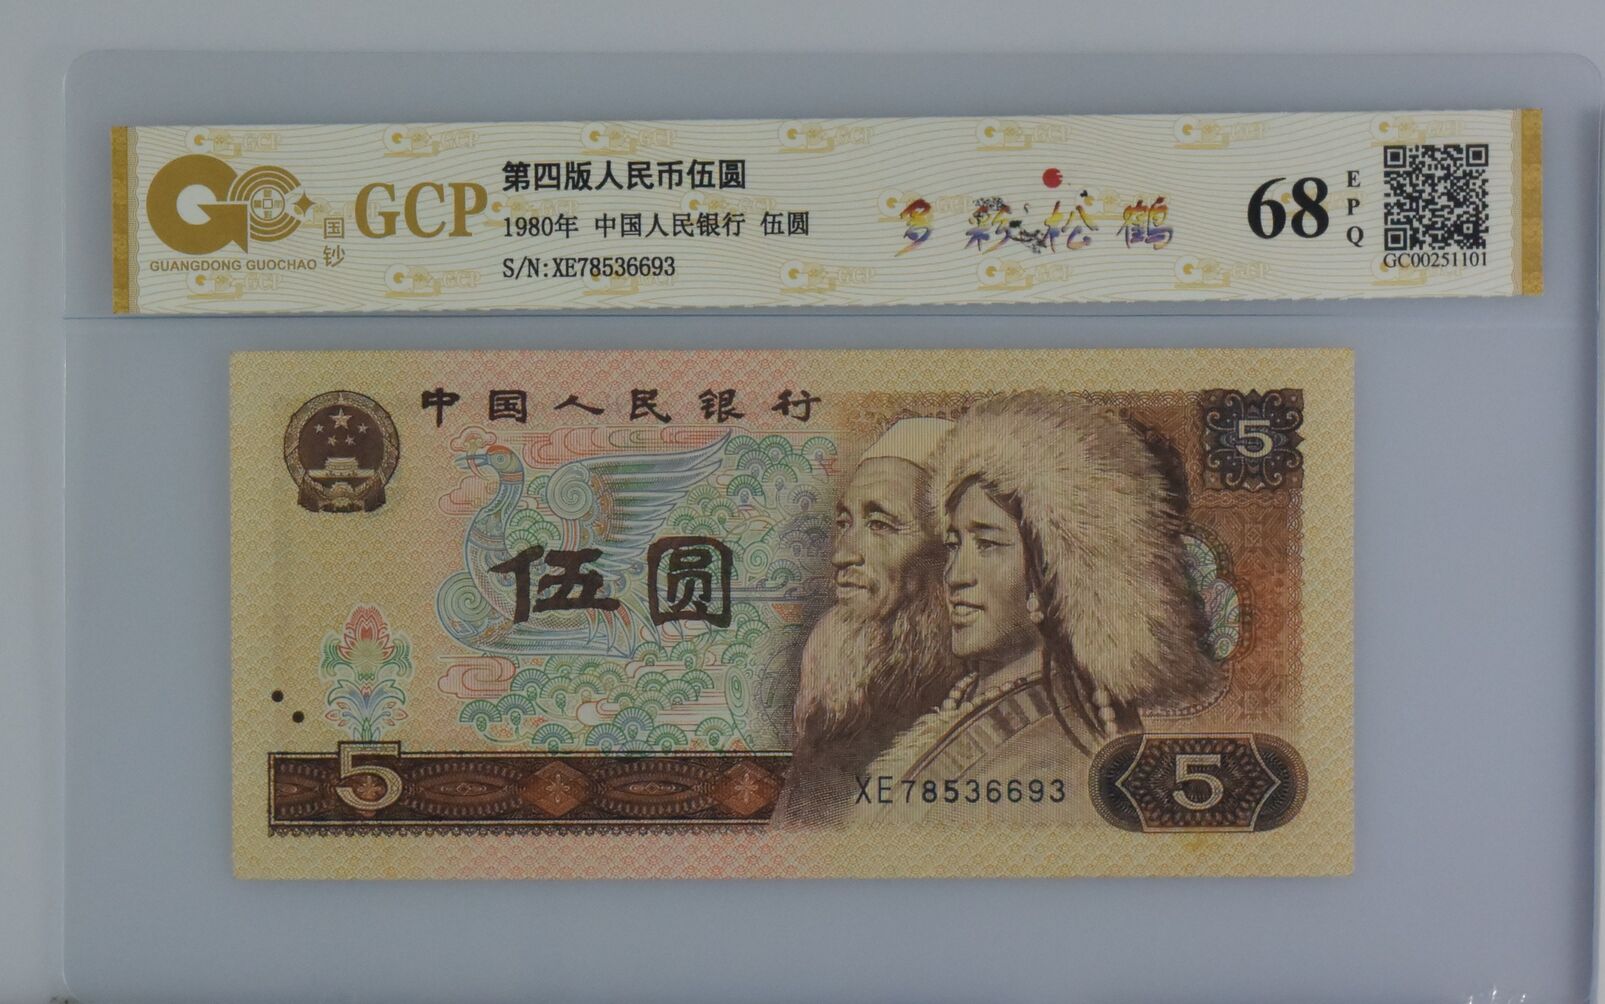 国钞
GUANGDONG GUOCHAO
GCP
第四版人民币伍圆
1980年 中国人民银行 伍圆
S/N:XE78536693
多颗松鹤
68
EPQ
GC00251101
中国人民银行
5
伍圆
5
XE78536693
5